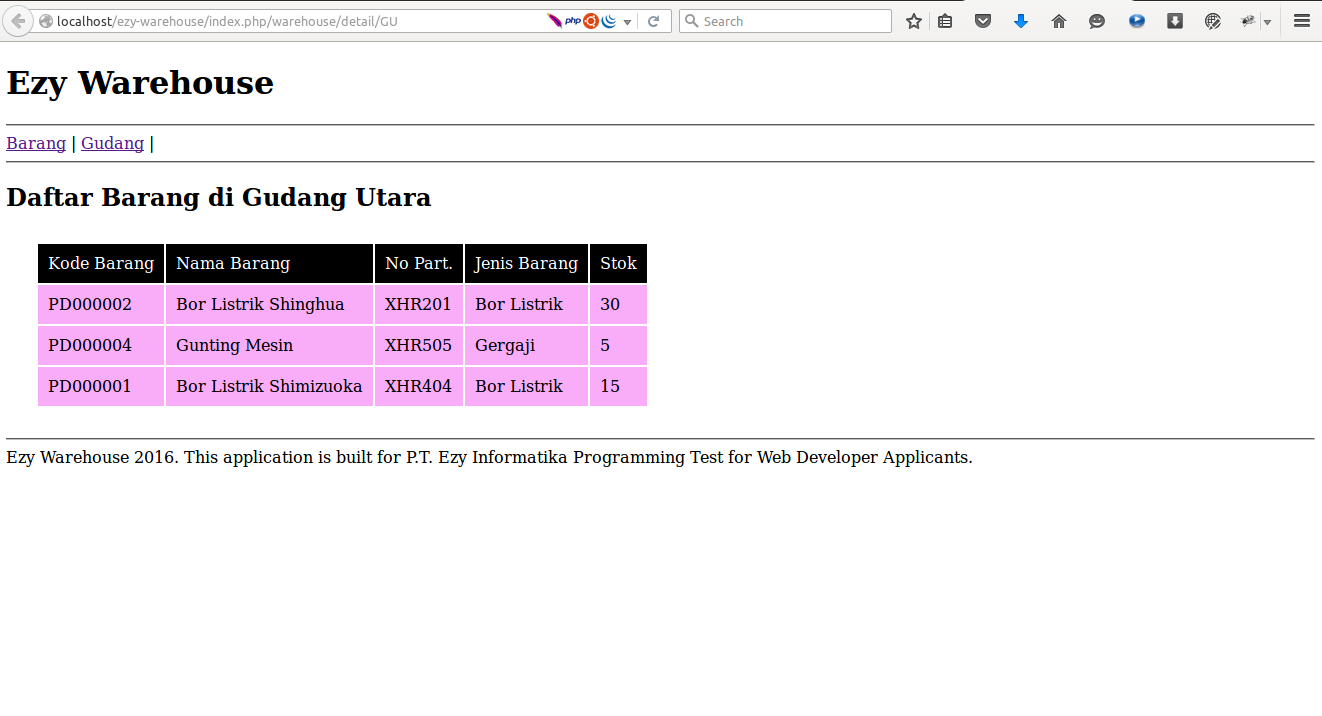 localhost/ezy-warehouse/index.php/warehouse/detail/GU php Search
Ezy Warehouse
Barang | Gudang |
Daftar Barang di Gudang Utara
Kode Barang Nama Barang No Part. Jenis Barang Stok
PD000002 Bor Listrik Shinghua XHR201 Bor Listrik 30
PD000004 Gunting Mesin XHR505 Gergaji 5
PD000001 Bor Listrik Shimizuoka XHR404 Bor Listrik 15
Ezy Warehouse 2016. This application is built for P.T. Ezy Informatika Programming Test for Web Developer Applicants.